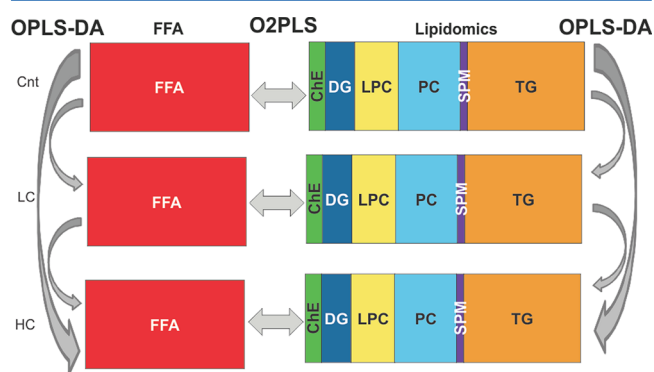 OPLS-DA FFA O2PLS Lipidomics OPLS-DA
Cnt FFA ChE DG LPC PC SPM TG
LC FFA ChE DG LPC PC SPM TG
HC FFA ChE DG LPC PC SPM TG